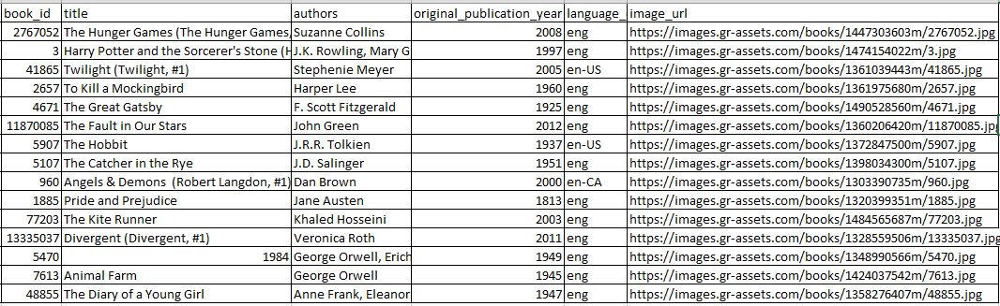 book_id title authors original_publication_year language_ image_url
2767052 The Hunger Games (The Hunger Games, Suzanne Collins 2008 eng https://images.gr-assets.com/books/1447303603m/2767052.jpg
3 Harry Potter and the Sorcerer's Stone (H J.K. Rowling, Mary G 1997 eng https://images.gr-assets.com/books/1474154022m/3.jpg
41865 Twilight (Twilight, #1) Stephenie Meyer 2005 en-US https://images.gr-assets.com/books/1361039443m/41865.jpg
2657 To Kill a Mockingbird Harper Lee 1960 eng https://images.gr-assets.com/books/1361975680m/2657.jpg
4671 The Great Gatsby F. Scott Fitzgerald 1925 eng https://images.gr-assets.com/books/1490528560m/4671.jpg
11870085 The Fault in Our Stars John Green 2012 eng https://images.gr-assets.com/books/1360206420m/11870085.jpg
5907 The Hobbit J.R.R. Tolkien 1937 en-US https://images.gr-assets.com/books/1372847500m/5907.jpg
5107 The Catcher in the Rye J.D. Salinger 1951 eng https://images.gr-assets.com/books/1398034300m/5107.jpg
960 Angels & Demons  (Robert Langdon, #1) Dan Brown 2000 en-CA https://images.gr-assets.com/books/1303390735m/960.jpg
1885 Pride and Prejudice Jane Austen 1813 eng https://images.gr-assets.com/books/1320399351m/1885.jpg
77203 The Kite Runner Khaled Hosseini 2003 eng https://images.gr-assets.com/books/1484565687m/77203.jpg
13335037 Divergent (Divergent, #1) Veronica Roth 2011 eng https://images.gr-assets.com/books/1328559506m/13335037.jpg
5470 1984 George Orwell, Erich 1949 eng https://images.gr-assets.com/books/1348990566m/5470.jpg
7613 Animal Farm George Orwell 1945 eng https://images.gr-assets.com/books/1424037542m/7613.jpg
48855 The Diary of a Young Girl Anne Frank, Eleanor 1947 eng https://images.gr-assets.com/books/1358276407m/48855.jpg